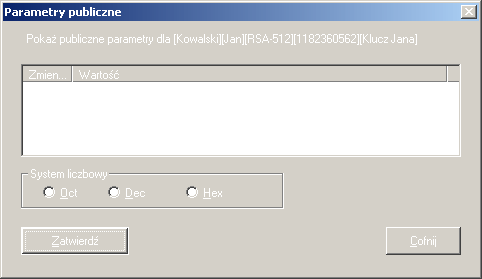 Parametry publiczne
Pokaż publiczne parametry dla [Kowalski][Jan][RSA-512][1182360562][Klucz Jana]
Zmien... Wartość
System liczbowy
Oct Dec Hex
Zatwierdź Cofnij